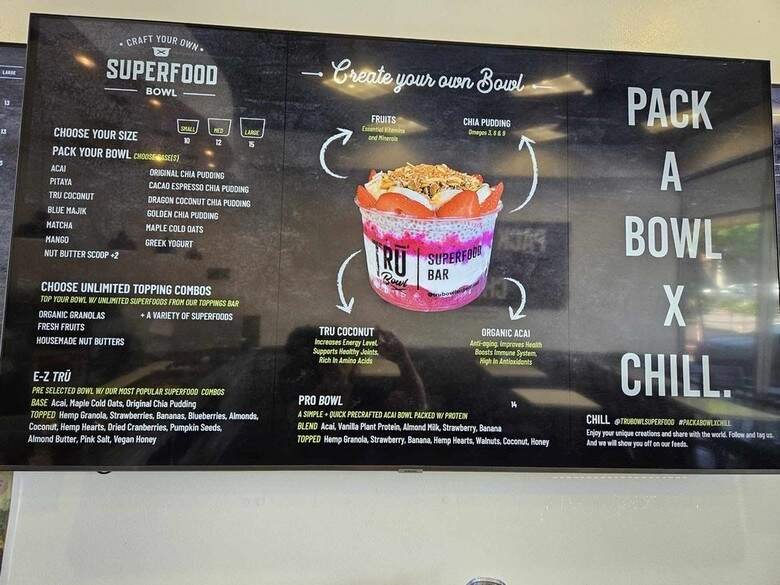 LARGE
13
13
CRAFT YOUR OWN
SUPERFOOD
BOWL
CHOOSE YOUR SIZE
SMALL MED LARGE
10 12 15
PACK YOUR BOWL CHOOSE BASE(S)
ACAI
PITAYA
TRU COCONUT
BLUE MAJIK
MATCHA
MANGO
NUT BUTTER SCOOP +2
ORIGINAL CHIA PUDDING
CACAO ESPRESSO CHIA PUDDING
DRAGON COCONUT CHIA PUDDING
GOLDEN CHIA PUDDING
MAPLE COLD OATS
GREEK YOGURT
CHOOSE UNLIMITED TOPPING COMBOS
TOP YOUR BOWL W/ UNLIMITED SUPERFOODS FROM OUR TOPPINGS BAR
ORGANIC GRANOLAS + A VARIETY OF SUPERFOODS
FRESH FRUITS
HOUSEMADE NUT BUTTERS
E-Z TRŪ
PRE SELECTED BOWL W/ OUR MOST POPULAR SUPERFOOD COMBOS
BASE Acai, Maple Cold Oats, Original Chia Pudding
TOPPED Hemp Granola, Strawberries, Bananas, Blueberries, Almonds,
Coconut, Hemp Hearts, Dried Cranberries, Pumpkin Seeds,
Almond Butter, Pink Salt, Vegan Honey
Create your own Bowl
FRUITS
Essential Vitamins
and Minerals
CHIA PUDDING
Omegas 3, 6 & 9
TRŪ
Bowl
SUPERFOOD
BAR
TRU COCONUT
Increases Energy Level,
Supports Healthy Joints,
Rich In Amino Acids
ORGANIC ACAI
Anti-aging, Improves Health
Boosts Immune System,
High In Antioxidants
PRO BOWL 14
A SIMPLE + QUICK PRECRAFTED ACAI BOWL PACKED W/ PROTEIN
BLEND Acai, Vanilla Plant Protein, Almond Milk, Strawberry, Banana
TOPPED Hemp Granola, Strawberry, Banana, Hemp Hearts, Walnuts, Coconut, Honey
PACK
A
BOWL
X
CHILL.
CHILL @TRUBOWLSUPERFOOD #PACKABOWLXCHILL
Enjoy your unique creations and share with the world. Follow and tag us.
And we will show you off on our feeds.